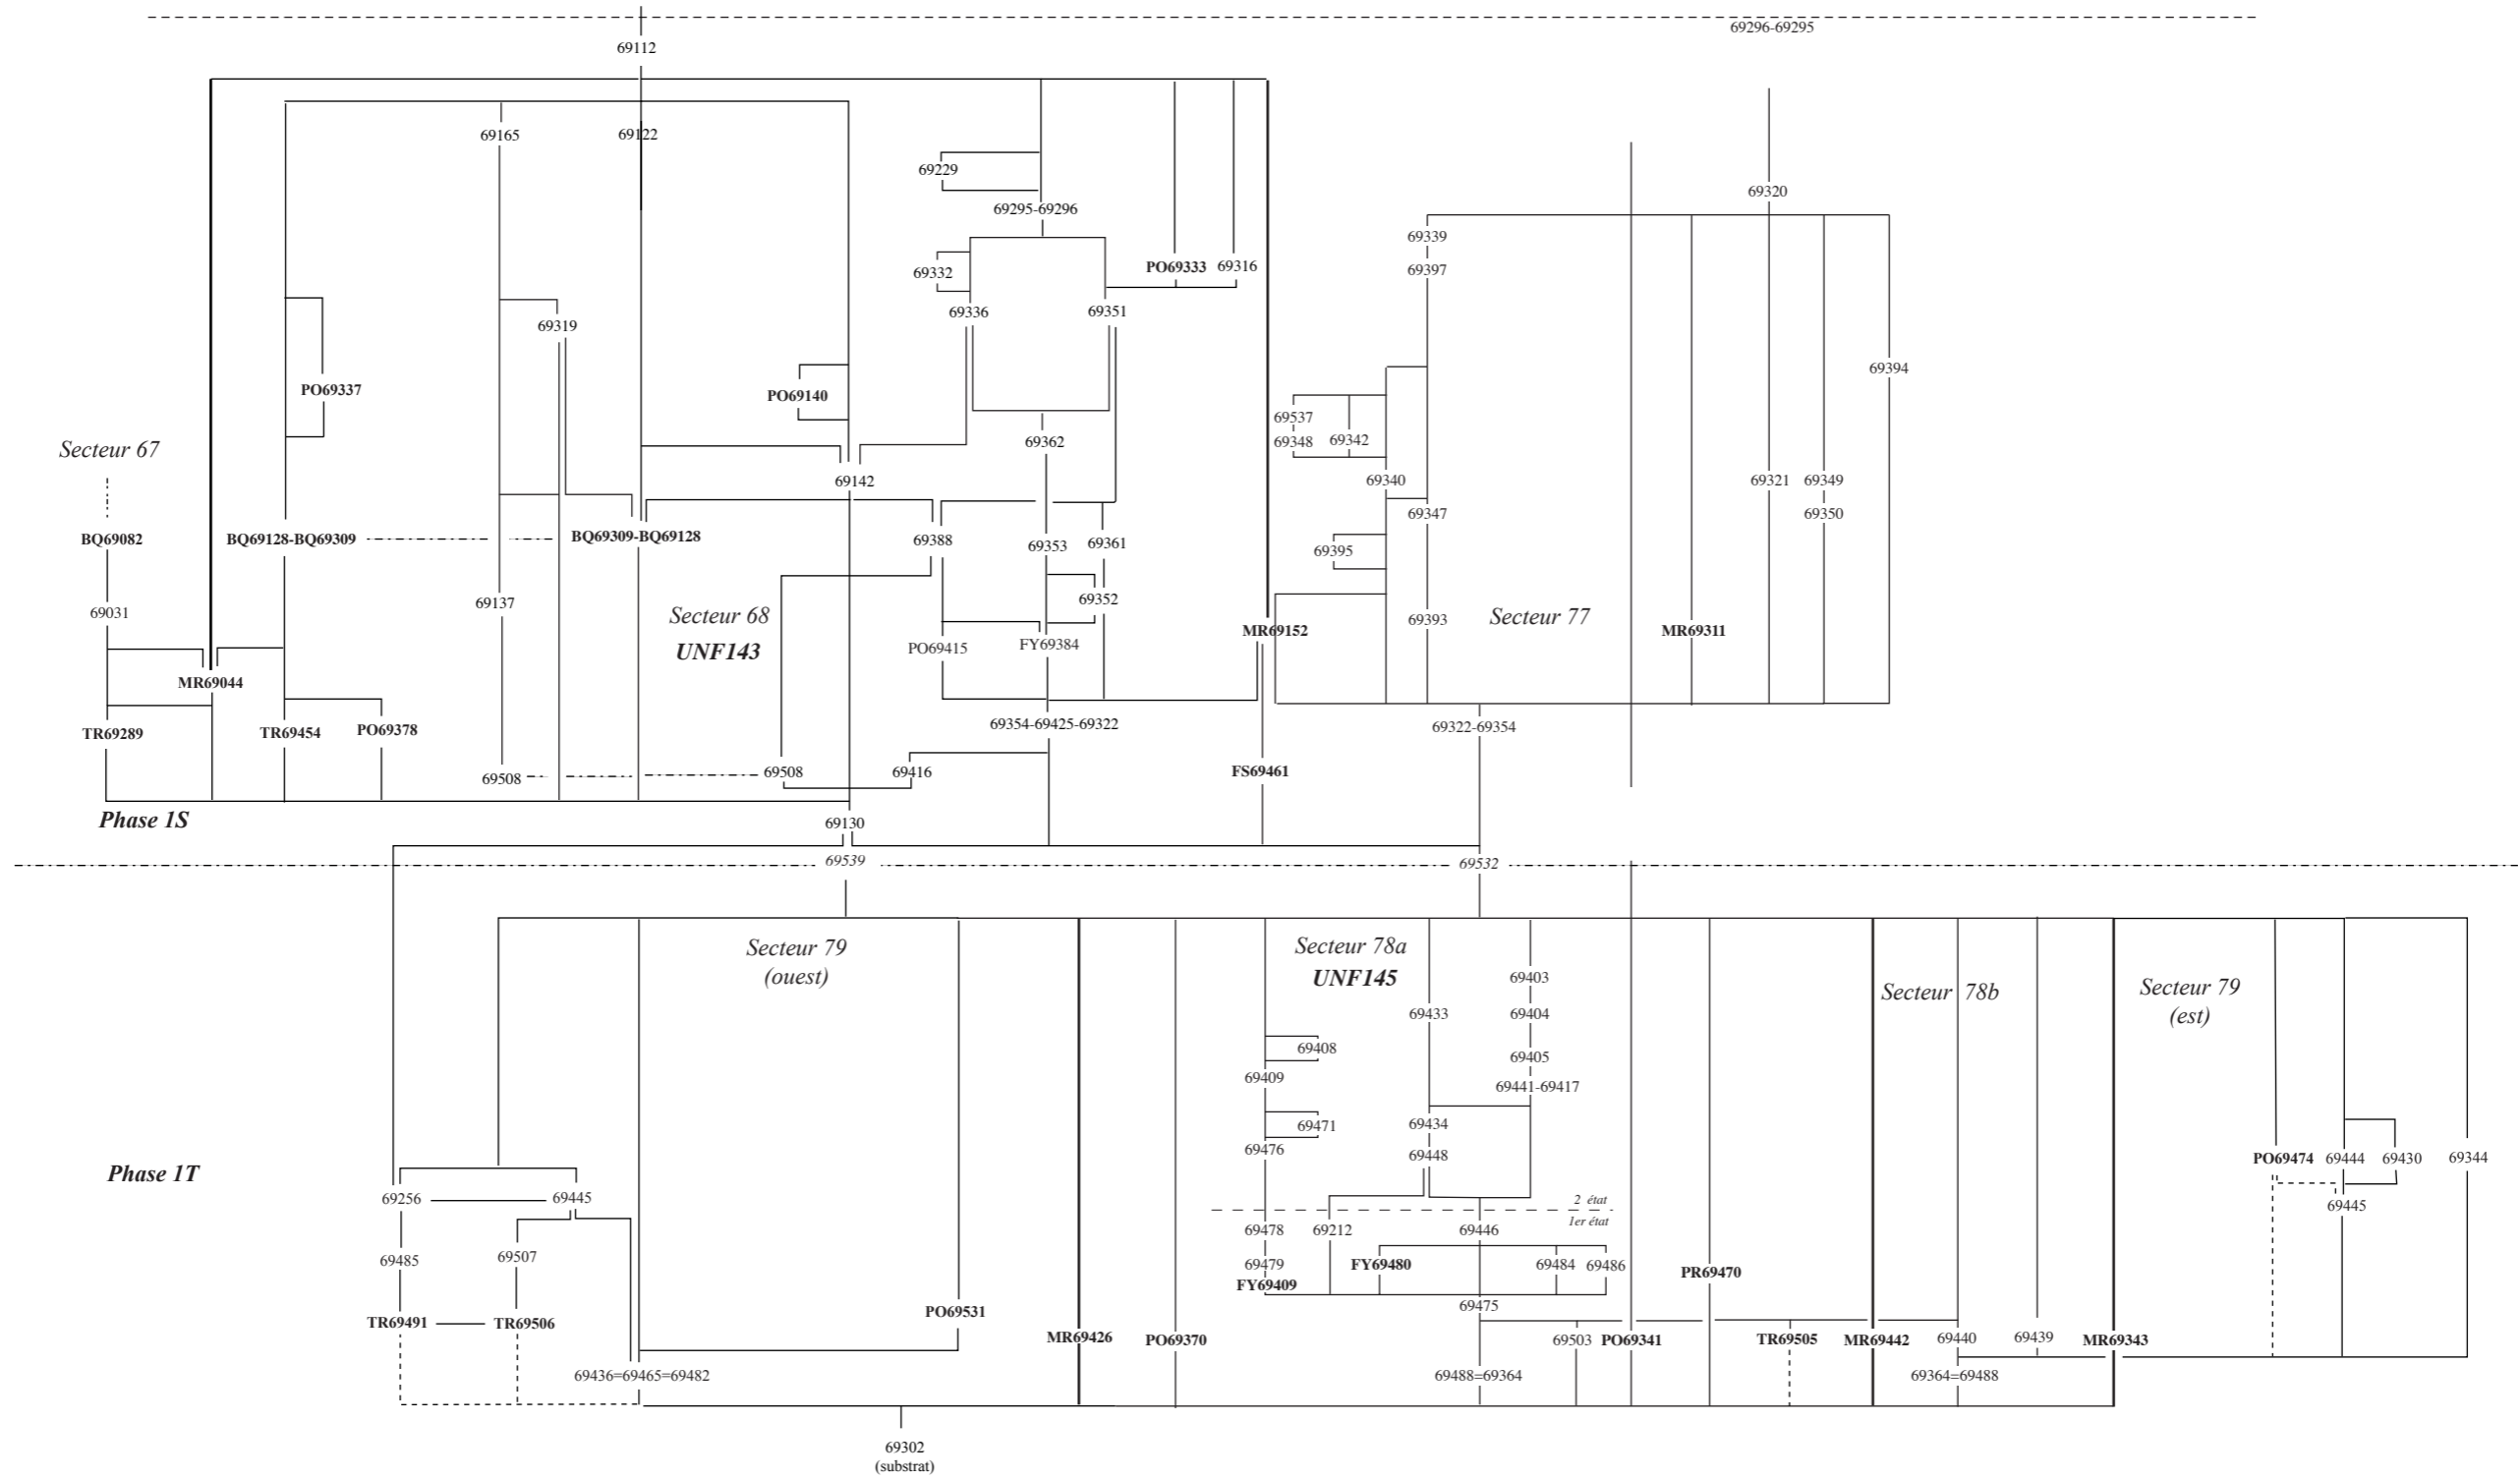 69296-69295
69112
69165
69122
69229
69320
69295-69296
69339
69332
PO69333
69316
69397
69336
69351
69319
69394
PO69337
PO69140
69537
69348
69342
Secteur 67
69362
69142
69340
69321
69349
69347
69350
BQ69082
BQ69128-BQ69309
BQ69309-BQ69128
69388
69353
69361
69395
69031
69137
Secteur 68
UNF143
69352
69393
Secteur 77
PO69415
FY69384
MR69152
MR69311
MR69044
TR69289
TR69454
PO69378
69354-69425-69322
69322-69354
69508
69508
69416
FS69461
Phase 1S
69130
69539
69532
Secteur 79
(ouest)
Secteur 78a
UNF145
69403
Secteur 78b
Secteur 79
(est)
69433
69404
69408
69405
69409
69441-69417
69471
69434
69476
69448
Phase 1T
PO69474
69444
69430
69344
69256
69445
2 état
1er état
69445
69478
69212
69446
69485
69507
69479
FY69480
69484
69486
FY69409
PR69470
69475
PO69531
TR69491
TR69506
MR69426
PO69370
69503
PO69341
TR69505
MR69442
69440
69439
MR69343
69436=69465=69482
69488=69364
69364=69488
69302
(substrat)